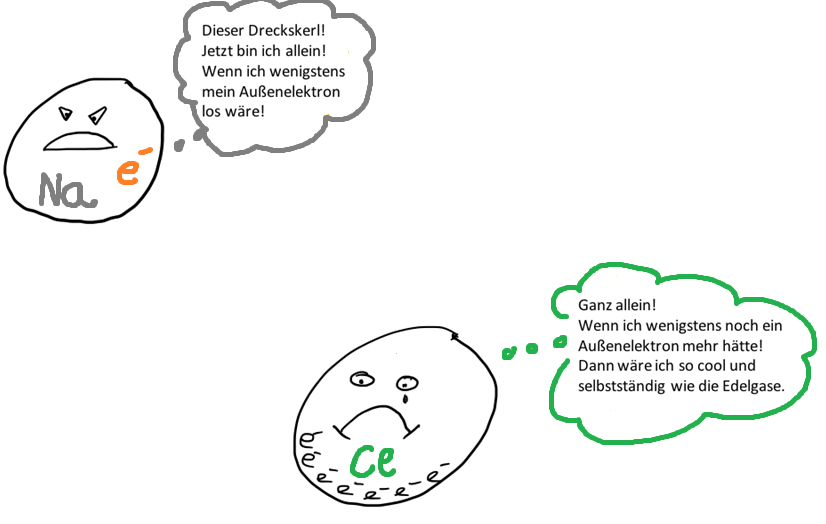 Dieser Dreckskerl!
Jetzt bin ich allein!
Wenn ich wenigstens
mein Außenelektron
los wäre!
e⁻
Na
Ganz allein!
Wenn ich wenigstens noch ein
Außenelektron mehr hätte!
Dann wäre ich so cool und
selbstständig wie die Edelgase.
Ce
e⁻ e⁻ e⁻ e⁻ e⁻ e⁻ e⁻